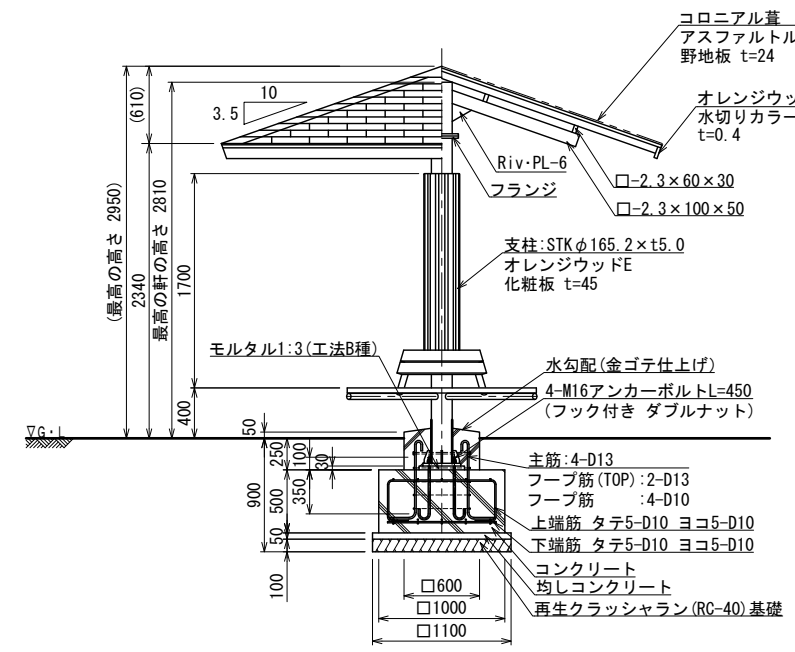 コロニアル葺
アスファルトル
野地板 t=24
オレンジウッ
水切りカラー
t=0.4
10
3.5
Riv・PL-6
フランジ
□-2.3×60×30
□-2.3×100×50
支柱:STKφ165.2×t5.0
オレンジウッドE
化粧板 t=45
(610)
(最高の高さ 2950)
2340
最高の軒の高さ 2810
1700
400
モルタル1:3(工法B種)
水勾配(金ゴテ仕上げ)
4-M16アンカーボルトL=450
(フック付き ダブルナット)
▽G・L
50
250
100
30
900
500
350
50
100
主筋:4-D13
フープ筋(TOP):2-D13
フープ筋 :4-D10
上端筋 タテ5-D10 ヨコ5-D10
下端筋 タテ5-D10 ヨコ5-D10
コンクリート
均しコンクリート
再生クラッシャラン(RC-40)基礎
□600
□1000
□1100